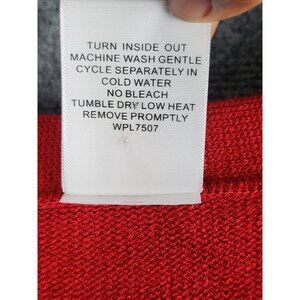 TURN INSIDE OUT
MACHINE WASH GENTLE
CYCLE SEPARATELY IN
COLD WATER
NO BLEACH
TUMBLE DRY LOW HEAT
REMOVE PROMPTLY
WPL7507